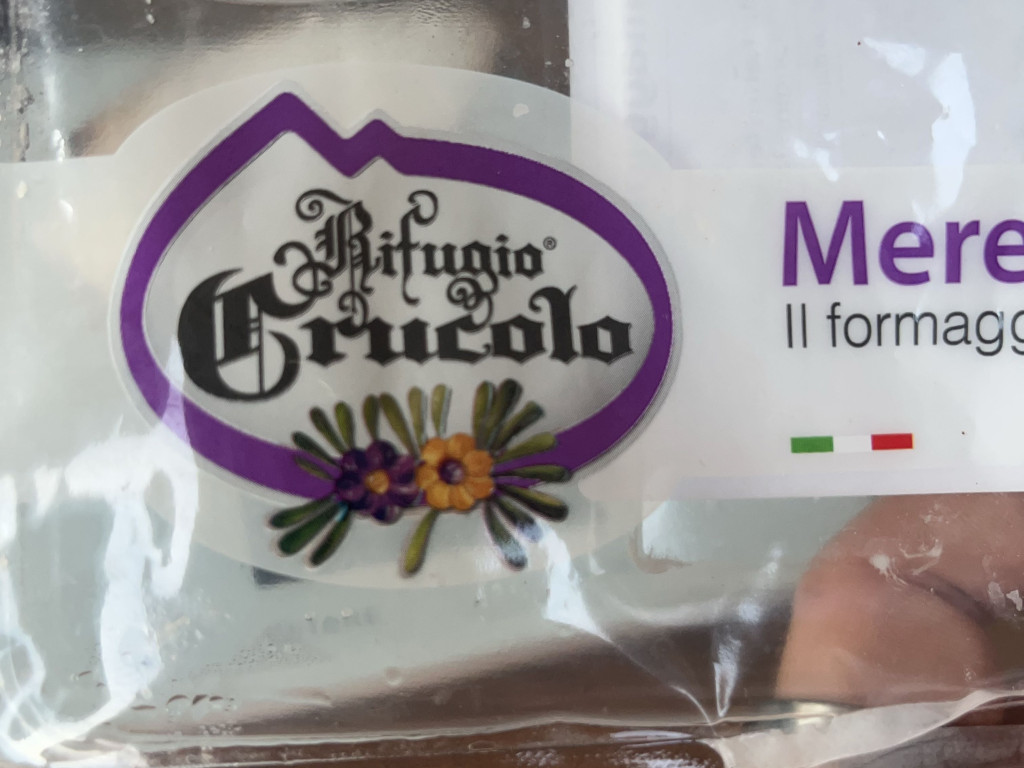 Rifugio®
Crucolo
Mere
Il formagg